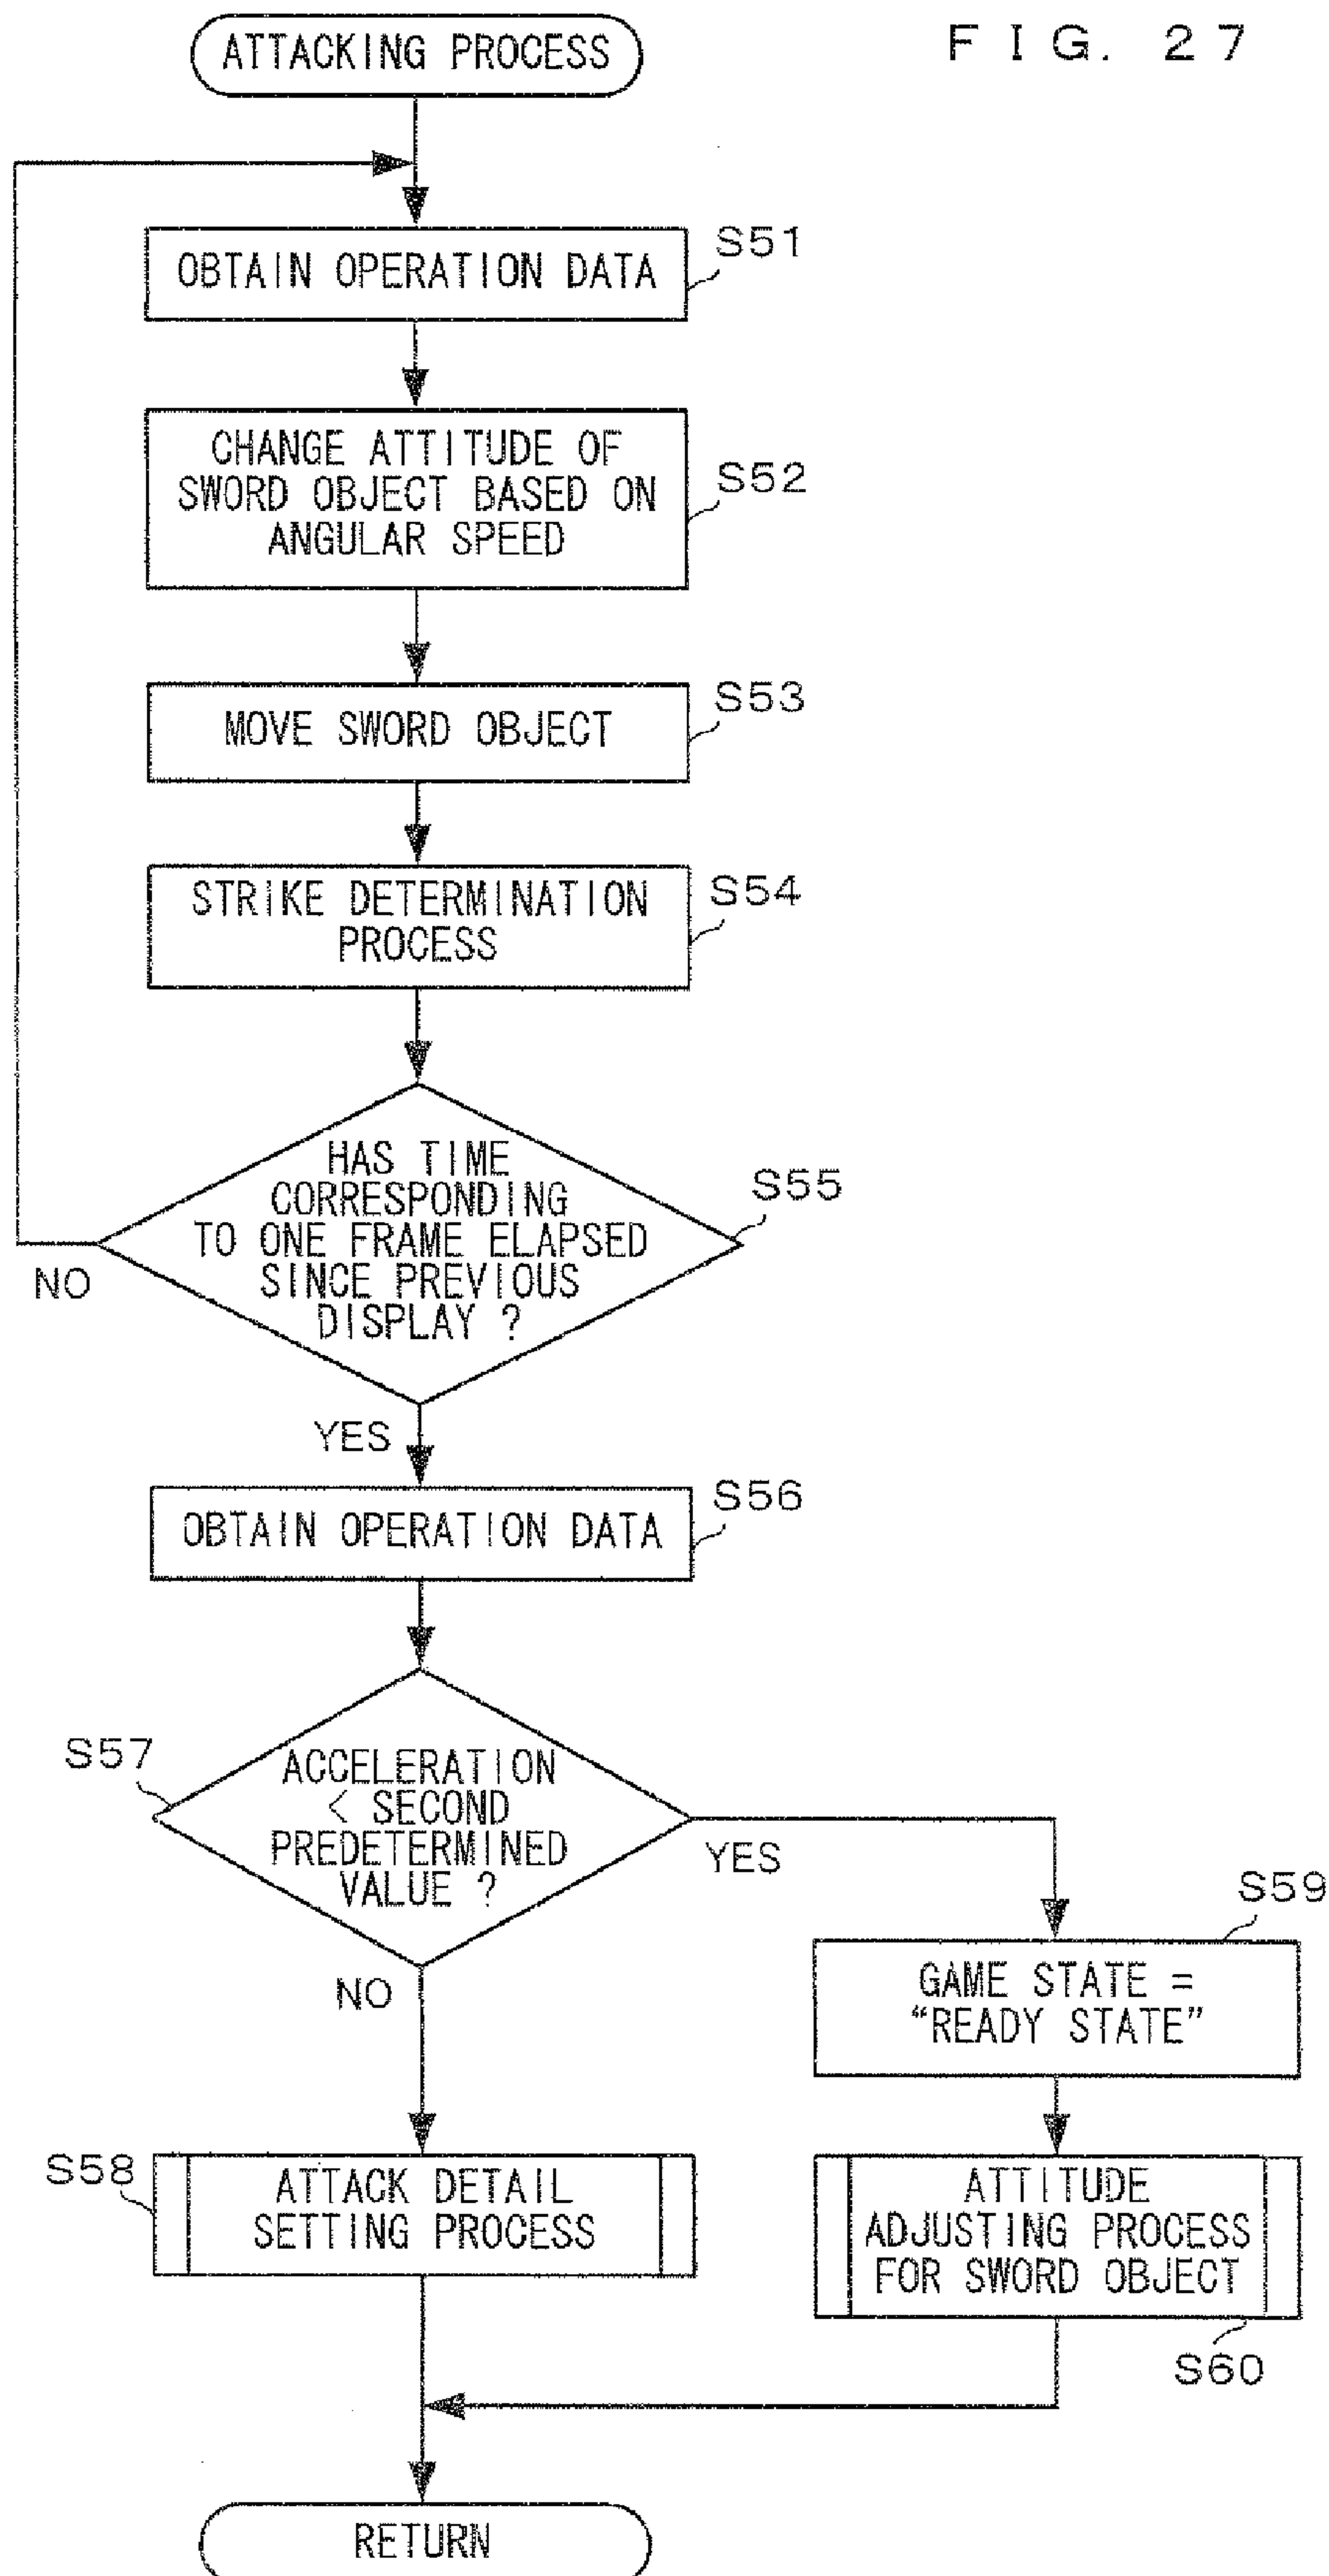 FIG. 27
ATTACKING PROCESS
S51
OBTAIN OPERATION DATA
S52
CHANGE ATTITUDE OF
SWORD OBJECT BASED ON
ANGULAR SPEED
S53
MOVE SWORD OBJECT
S54
STRIKE DETERMINATION
PROCESS
S55
HAS TIME
CORRESPONDING
TO ONE FRAME ELAPSED
SINCE PREVIOUS
DISPLAY ?
NO
YES
S56
OBTAIN OPERATION DATA
S57
ACCELERATION
< SECOND
PREDETERMINED
VALUE ?
YES
NO
S59
GAME STATE =
“READY STATE”
S58
ATTACK DETAIL
SETTING PROCESS
ATTITUDE
ADJUSTING PROCESS
FOR SWORD OBJECT
S60
RETURN